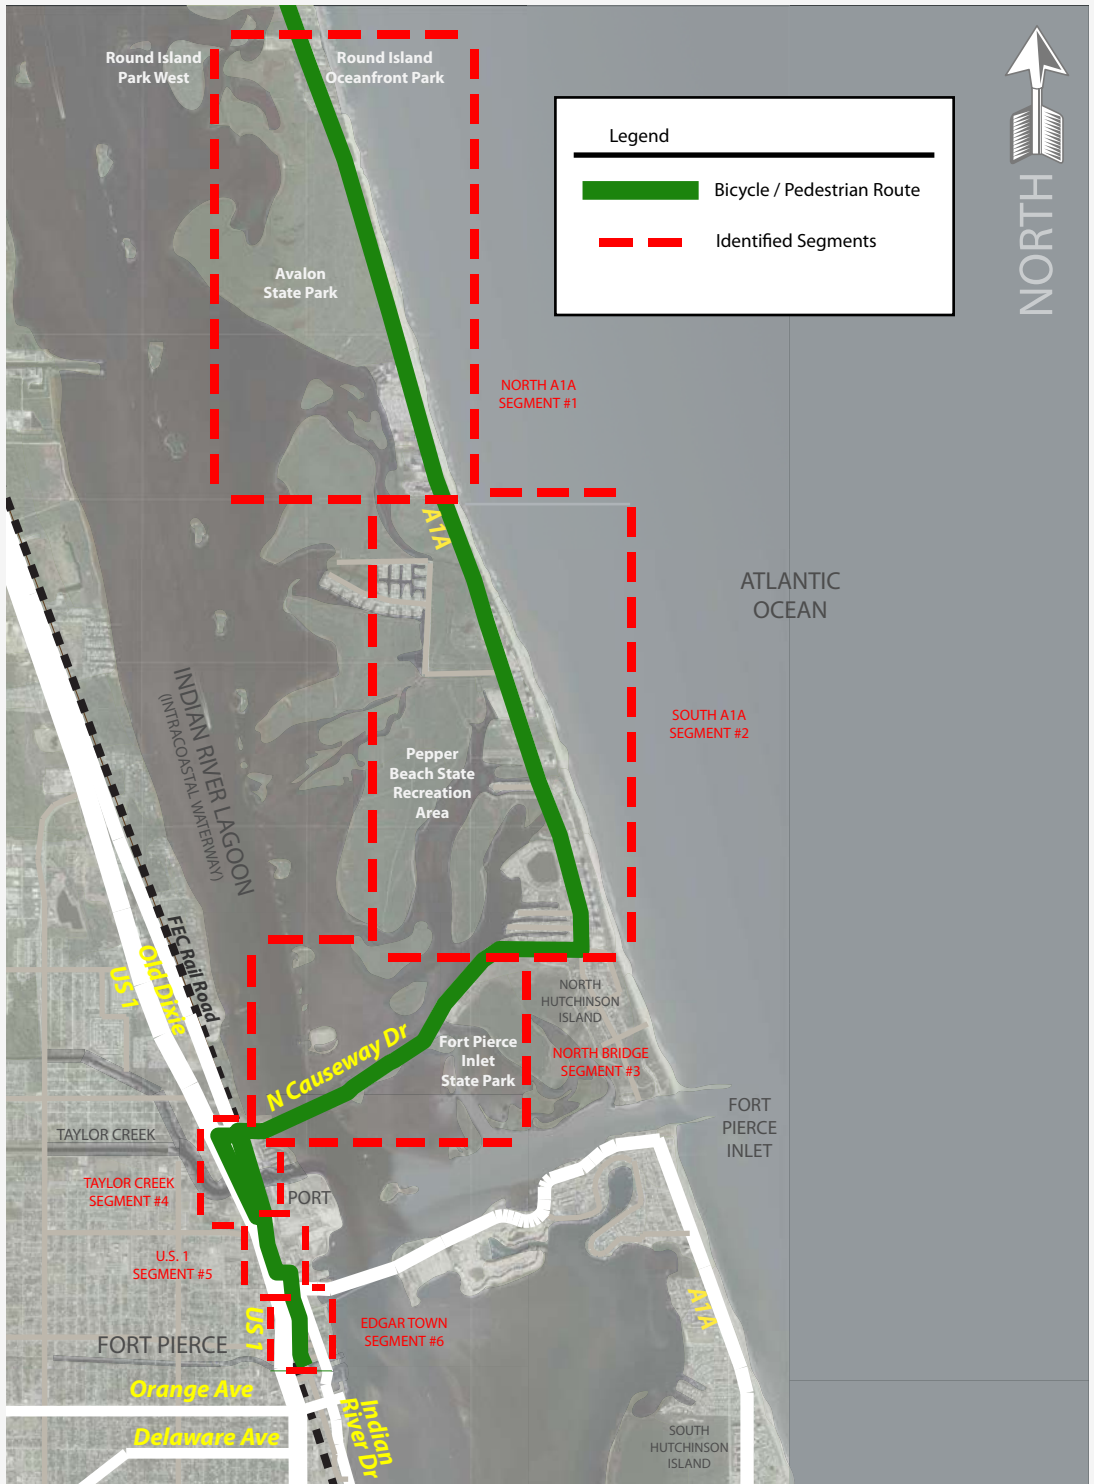 Round Island
Park West
Round Island
Oceanfront Park
Legend
Bicycle / Pedestrian Route
Identified Segments
NORTH
Avalon
State Park
NORTH A1A
SEGMENT #1
A1A
ATLANTIC
OCEAN
INDIAN RIVER LAGOON
(INTRACOASTAL WATERWAY)
SOUTH A1A
SEGMENT #2
Pepper
Beach State
Recreation
Area
FEC Rail Road
Old Dixie
US 1
NORTH
HUTCHINSON
ISLAND
N Causeway Dr
Fort Pierce
Inlet
State Park
NORTH BRIDGE
SEGMENT #3
FORT
PIERCE
INLET
TAYLOR CREEK
TAYLOR CREEK
SEGMENT #4
PORT
U.S. 1
SEGMENT #5
A1A
US 1
EDGAR TOWN
SEGMENT #6
FORT PIERCE
Orange Ave
Delaware Ave
Indian
River Dr
SOUTH
HUTCHINSON
ISLAND